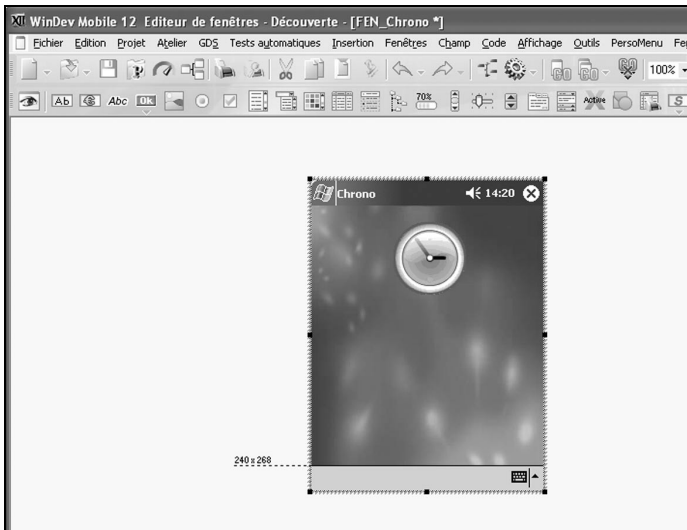 WinDev Mobile 12 Editeur de fenêtres - Découverte - [FEN_Chrono *]
Fichier Edition Projet Atelier GDS Tests automatiques Insertion Fenêtres Champ Code Affichage Outils PersoMenu
100%
Ab Abc Ok 70% Active S
Chrono 14:20
240 x 268